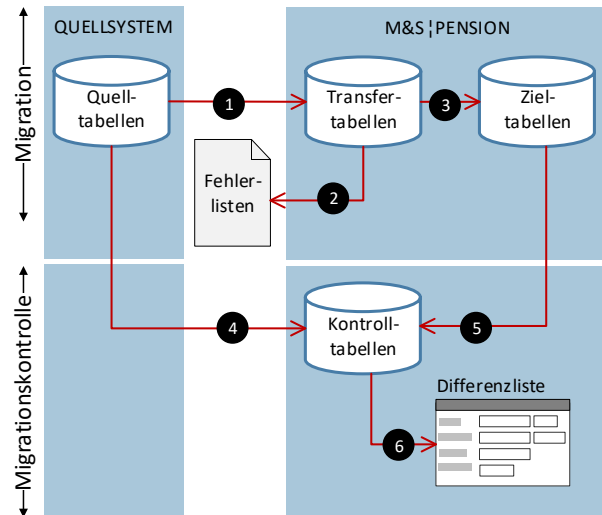 QUELLSYSTEM
M&S¦PENSION
Migration
Quell-
tabellen
1
Transfer-
tabellen
3
Ziel-
tabellen
Fehler-
listen
2
Migrationskontrolle
4
Kontroll-
tabellen
5
Differenzliste
6